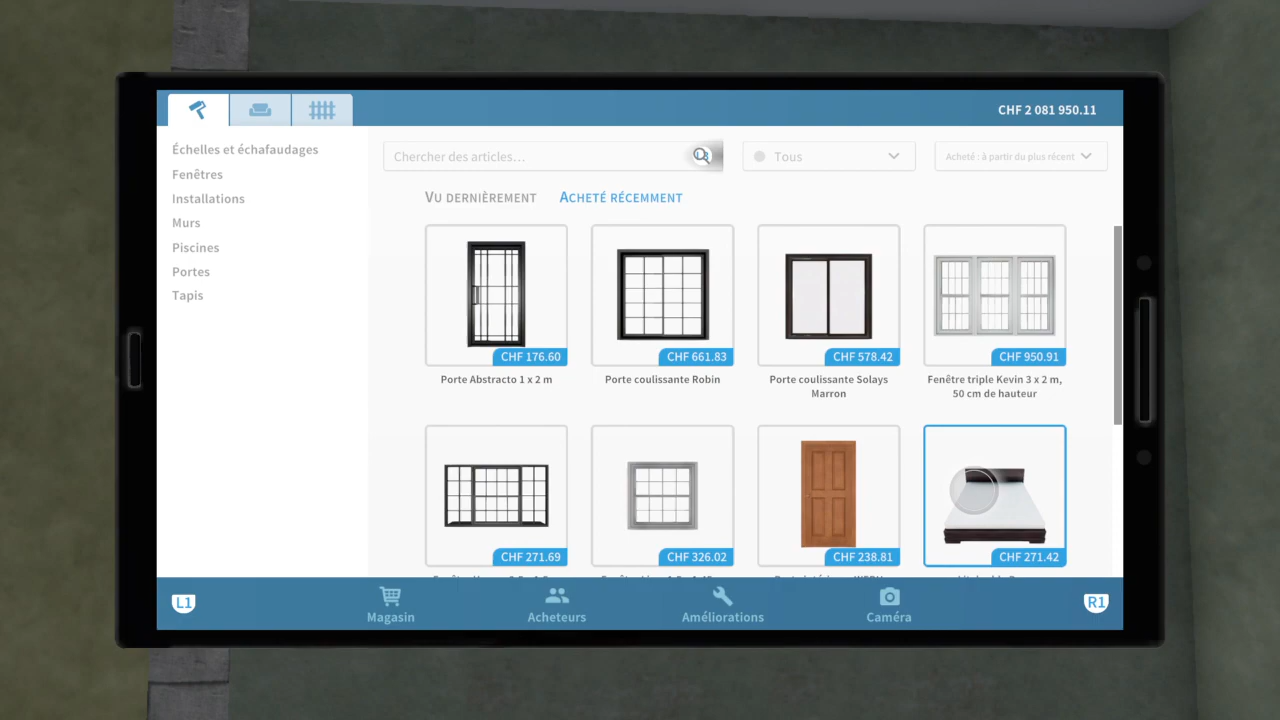 CHF 2 081 950.11
Échelles et échafaudages
Fenêtres
Installations
Murs
Piscines
Portes
Tapis
Chercher des articles...
Tous
Acheté : à partir du plus récent
VU DERNIÈREMENT
ACHETÉ RÉCEMMENT
CHF 176.60
CHF 661.83
CHF 578.42
CHF 950.91
Porte Abstracto 1 x 2 m
Porte coulissante Robin
Porte coulissante Solays
Marron
Fenêtre triple Kevin 3 x 2 m,
50 cm de hauteur
CHF 271.69
CHF 326.02
CHF 238.81
CHF 271.42
L1
Magasin
Acheteurs
Améliorations
Caméra
R1